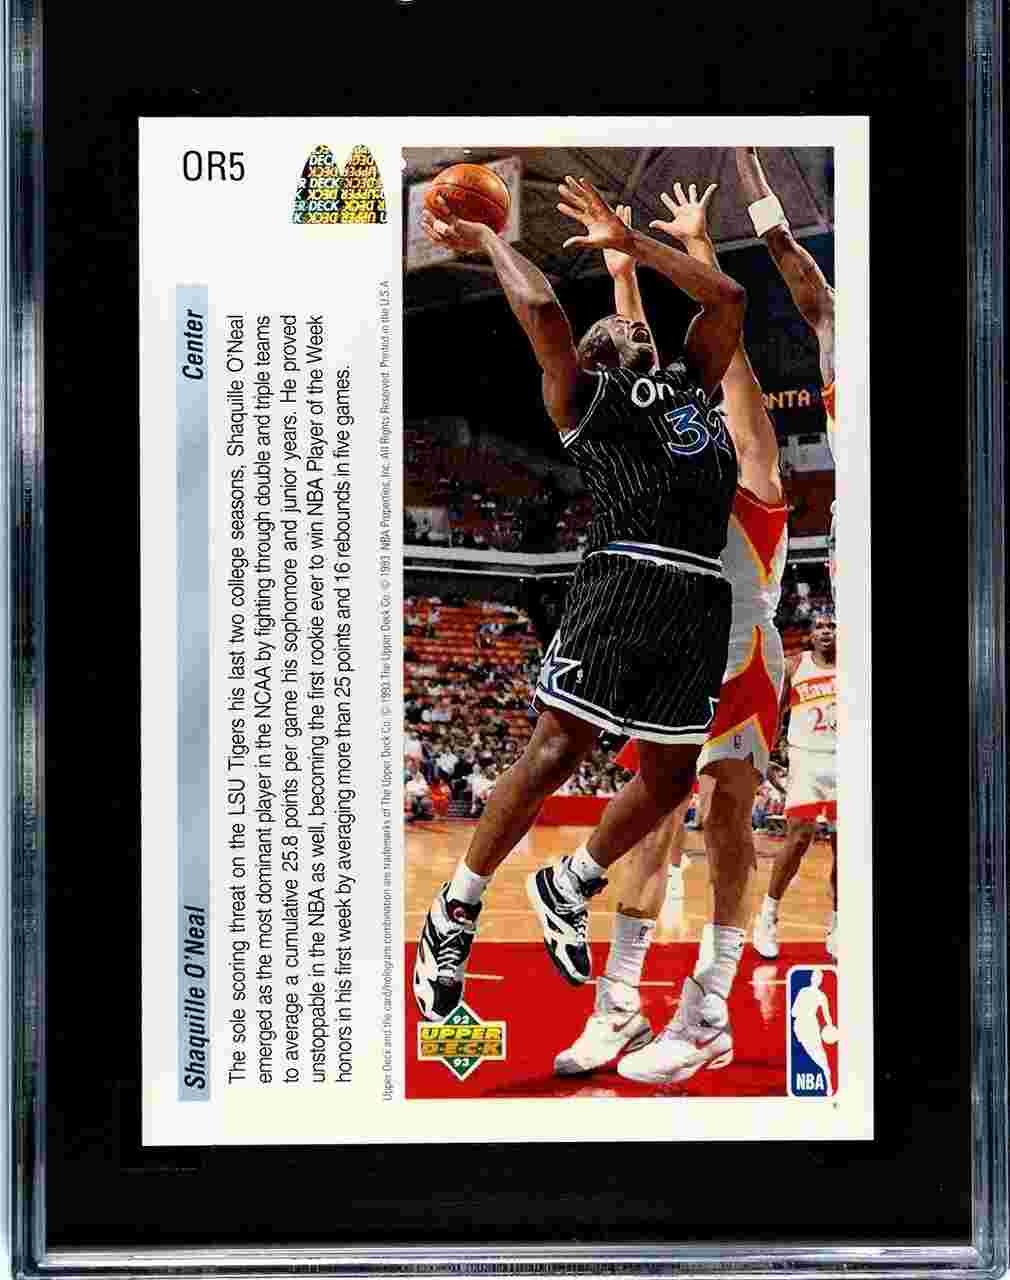 OR5
Shaquille O'Neal Center
The sole scoring threat on the LSU Tigers his last two college seasons, Shaquille O'Neal
emerged as the most dominant player in the NCAA by fighting through double and triple teams
to average a cumulative 25.8 points per game his sophomore and junior years. He proved
unstoppable in the NBA as well, becoming the first rookie ever to win NBA Player of the Week
honors in his first week by averaging more than 25 points and 16 rebounds in five games.
Upper Deck and the card/hologram combination are trademarks of The Upper Deck Co. © 1993 The Upper Deck Co. © 1993 NBA Properties, Inc. All Rights Reserved. Printed in the U.S.A
32
Hawks
92
UPPER
DECK
93
NBA